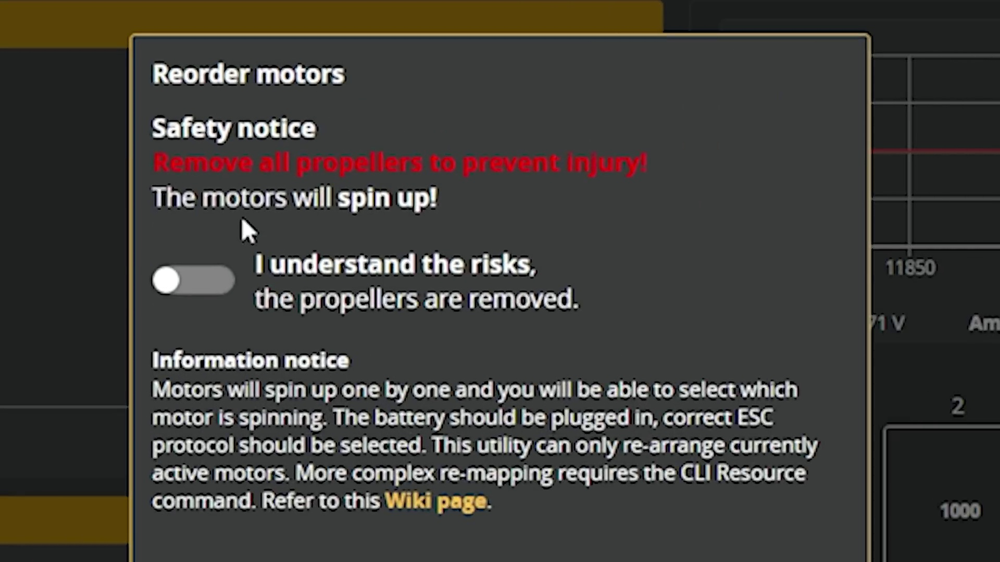 Reorder motors
Safety notice
Remove all propellers to prevent injury!
The motors will spin up!
I understand the risks,
the propellers are removed.
Information notice
Motors will spin up one by one and you will be able to select which
motor is spinning. The battery should be plugged in, correct ESC
protocol should be selected. This utility can only re-arrange currently
active motors. More complex re-mapping requires the CLI Resource
command. Refer to this Wiki page.
11850
71 V
Am
2
1000